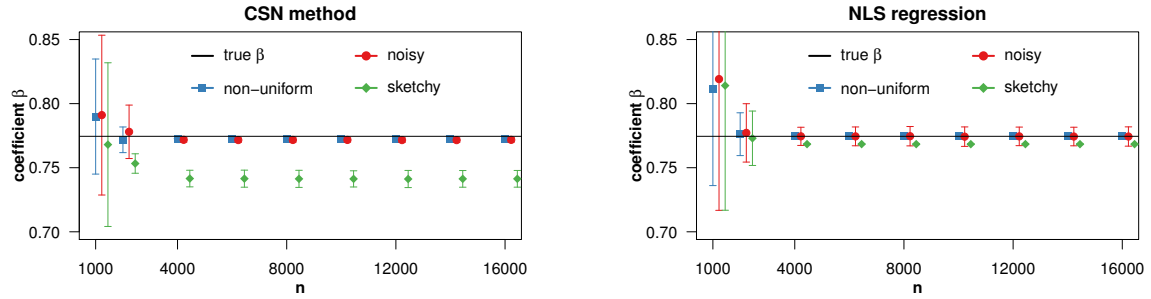 CSN method
coefficient β
0.85
0.80
0.75
0.70
true β
noisy
non-uniform
sketchy
1000 4000 8000 12000 16000
n
NLS regression
coefficient β
0.85
0.80
0.75
0.70
true β
noisy
non-uniform
sketchy
1000 4000 8000 12000 16000
n